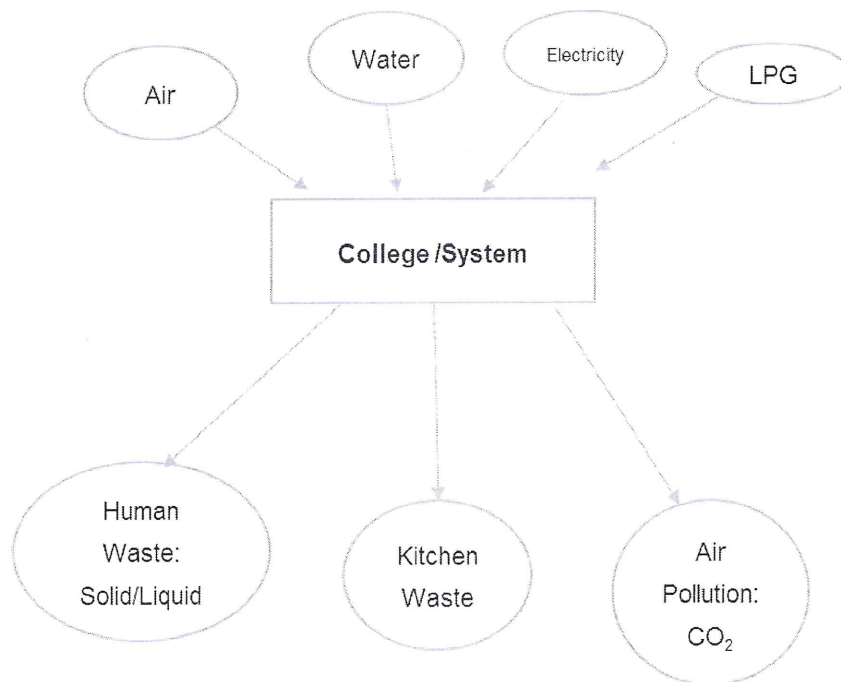 Air
Water
Electricity
LPG
College/System
Human
Waste:
Solid/Liquid
Kitchen
Waste
Air
Pollution:
CO₂